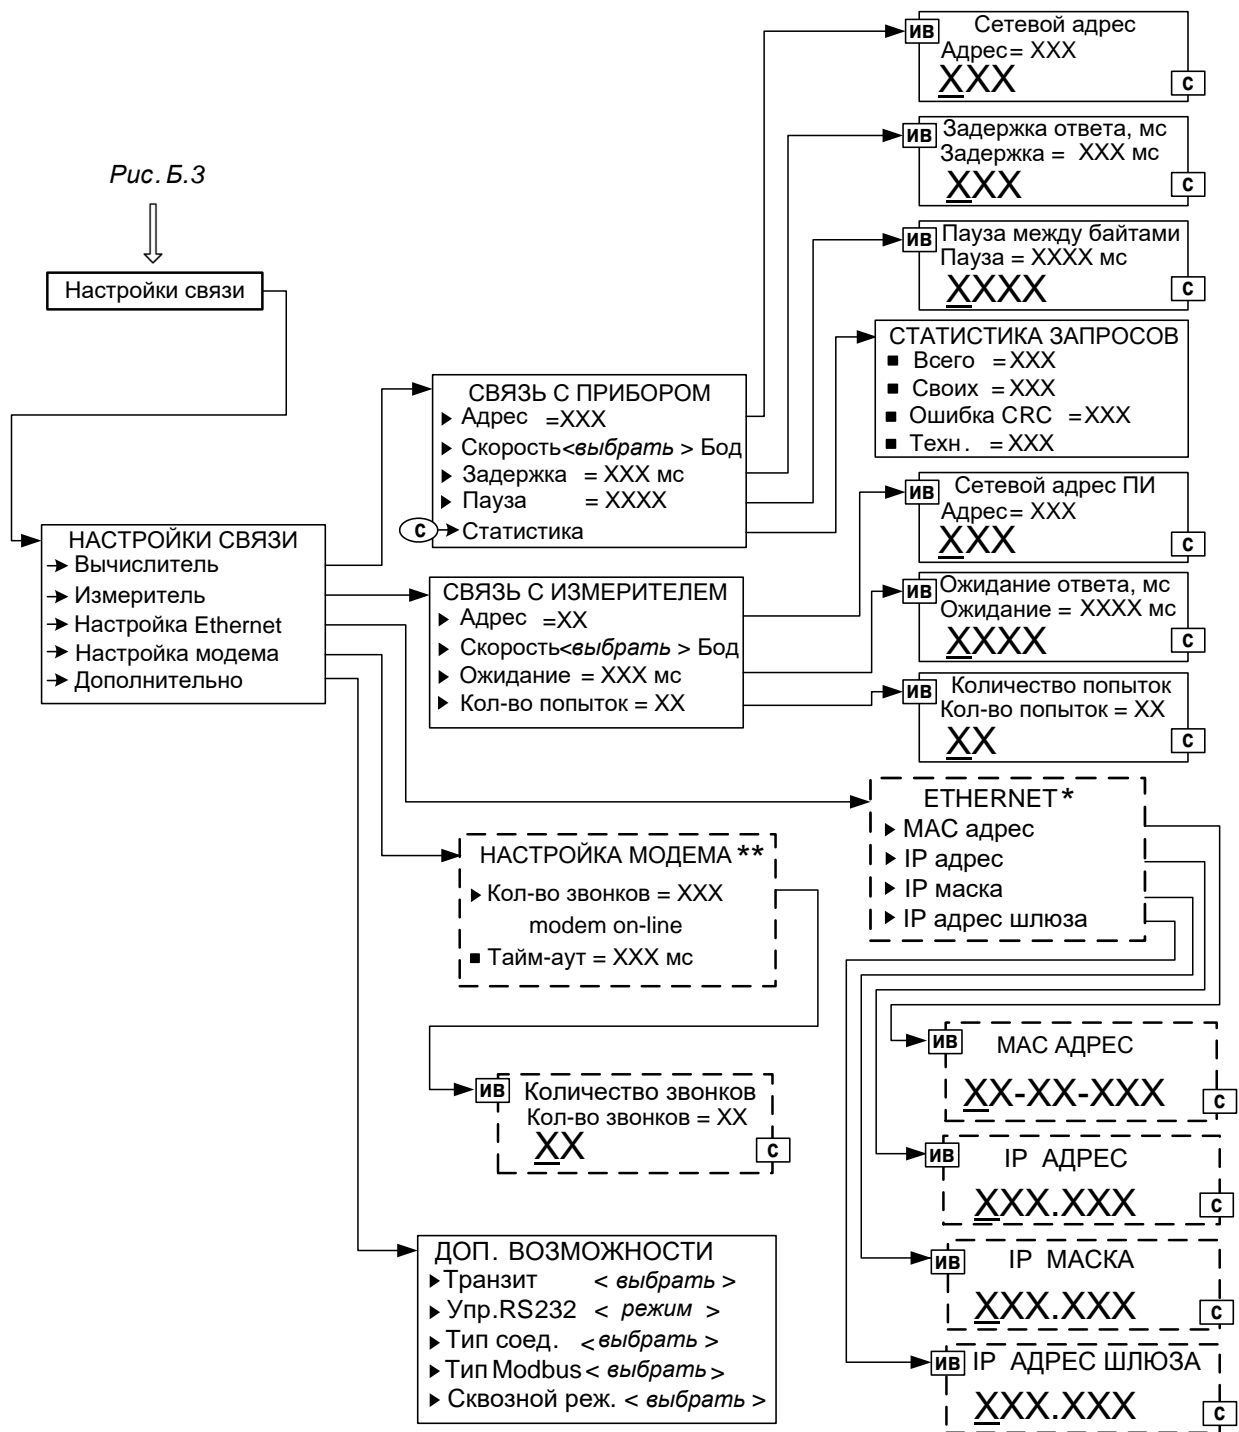 Рис. Б.3
Настройки связи
НАСТРОЙКИ СВЯЗИ
Вычислитель
Измеритель
Настройка Ethernet
Настройка модема
Дополнительно
СВЯЗЬ С ПРИБОРОМ
Адрес =XXX
Скорость<выбрать > Бод
Задержка = XXX мс
Пауза = XXXX
С Статистика
СВЯЗЬ С ИЗМЕРИТЕЛЕМ
Адрес =XX
Скорость<выбрать > Бод
Ожидание = XXX мс
Кол-во попыток = XX
НАСТРОЙКА МОДЕМА **
Кол-во звонков = XXX
modem on-line
Тайм-аут = XXX мс
ИВ Количество звонков
Кол-во звонков = XX
XX
С
ДОП. ВОЗМОЖНОСТИ
Транзит < выбрать >
Упр.RS232 < режим >
Тип соед. <выбрать >
Тип Modbus< выбрать>
Сквозной реж. < выбрать >
ИВ Сетевой адрес
Адрес= XXX
XXX
С
ИВ Задержка ответа, мс
Задержка = XXX мс
XXX
С
ИВ Пауза между байтами
Пауза = XXXX мс
XXXX
С
СТАТИСТИКА ЗАПРОСОВ
Всего =XXX
Своих =XXX
Ошибка CRC =XXX
Техн. = XXX
ИВ Сетевой адрес ПИ
Адрес= XXX
XXX
С
ИВ Ожидание ответа, мс
Ожидание = XXXX мс
XXXX
С
ИВ Количество попыток
Кол-во попыток = XX
XX
С
ETHERNET *
MAC адрес
IP адрес
IP маска
IP адрес шлюза
ИВ MAC АДРЕС
XX-XX-XXX
С
ИВ IP АДРЕС
XXX.XXX
С
ИВ IP МАСКА
XXX.XXX
С
ИВ IP АДРЕС ШЛЮЗА
XXX.XXX
С